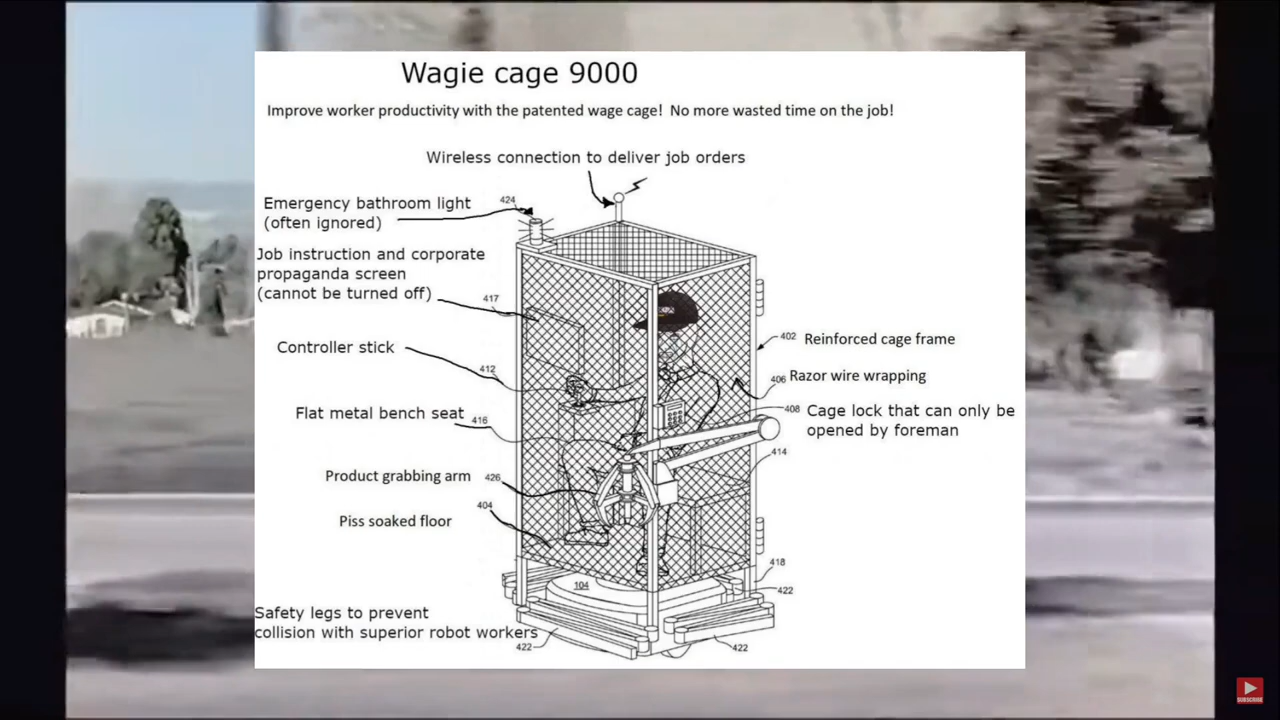 Wagie cage 9000
Improve worker productivity with the patented wage cage! No more wasted time on the job!
Wireless connection to deliver job orders
Emergency bathroom light
(often ignored)
424
Job instruction and corporate
propaganda screen
(cannot be turned off)
417
402 Reinforced cage frame
Controller stick
412
406 Razor wire wrapping
Flat metal bench seat
416
408 Cage lock that can only be
opened by foreman
414
Product grabbing arm 426
404
Piss soaked floor
418
104
422
Safety legs to prevent
collision with superior robot workers
422
422
SUBSCRIBE